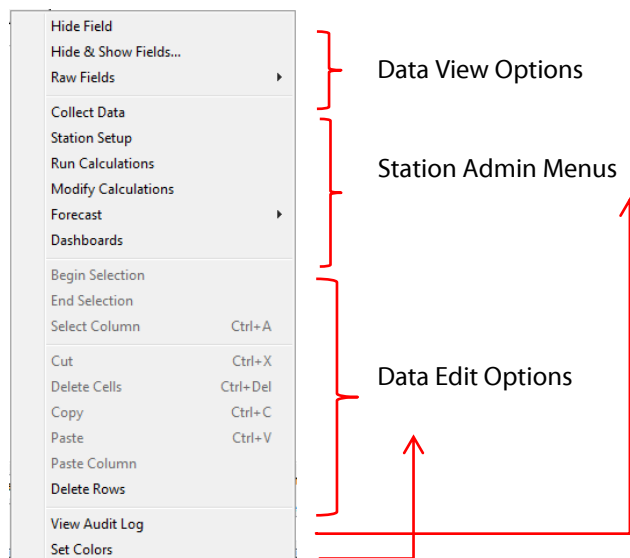 Hide Field
Hide & Show Fields...
Raw Fields
Data View Options
Collect Data
Station Setup
Run Calculations
Modify Calculations
Forecast
Dashboards
Station Admin Menus
Begin Selection
End Selection
Select Column Ctrl+A
Cut Ctrl+X
Delete Cells Ctrl+Del
Copy Ctrl+C
Paste Ctrl+V
Paste Column
Delete Rows
Data Edit Options
View Audit Log
Set Colors